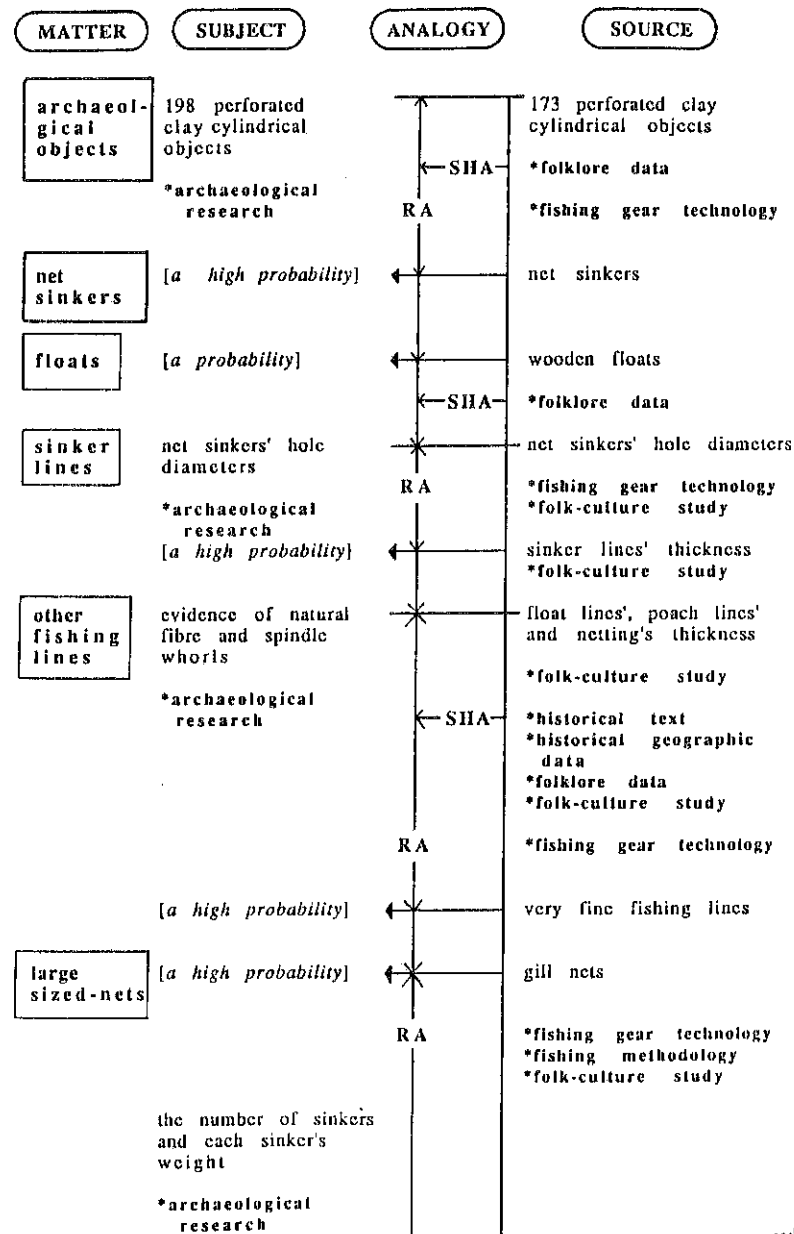 MATTER SUBJECT ANALOGY SOURCE
archaeol- 198 perforated 173 perforated clay
gical clay cylindrical cylindrical objects
objects objects
SHA *folklore data
*archaeological
research RA *fishing gear technology
net [a high probability] net sinkers
sinkers
floats [a probability] wooden floats
SHA *folklore data
sinker net sinkers' hole net sinkers' hole diameters
lines diameters
RA *fishing gear technology
*archaeological *folk-culture study
research
[a high probability] sinker lines' thickness
*folk-culture study
other evidence of natural float lines', poach lines'
fishing fibre and spindle and netting's thickness
lines whorls
*folk-culture study
*archaeological
research SHA *historical text
*historical geographic
data
*folklore data
*folk-culture study
RA *fishing gear technology
[a high probability] very fine fishing lines
large [a high probability] gill nets
sized-nets
RA *fishing gear technology
*fishing methodology
*folk-culture study
the number of sinkers
and each sinker's
weight
*archaeological
research